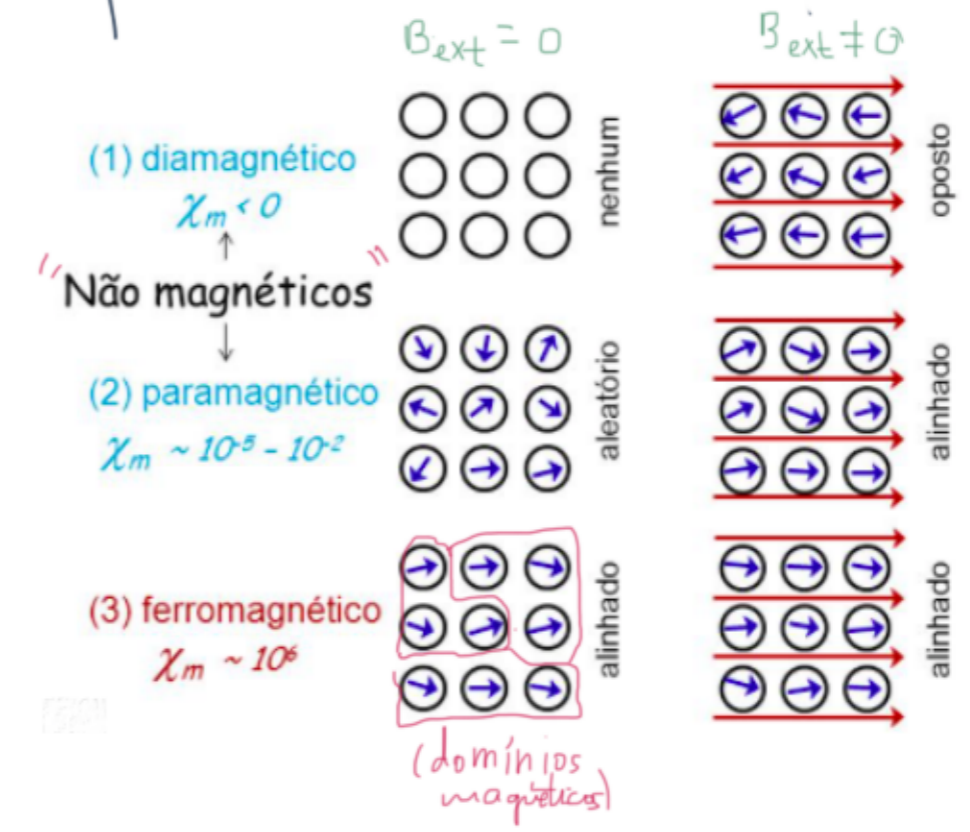 B_ext = 0
B_ext ≠ 0
(1) diamagnético
χm < 0
nenhum
oposto
"Não magnéticos"
(2) paramagnético
χm ~ 10-5 - 10-2
aleatório
alinhado
(3) ferromagnético
χm ~ 10⁶
alinhado
alinhado
(domínios
magnéticos)